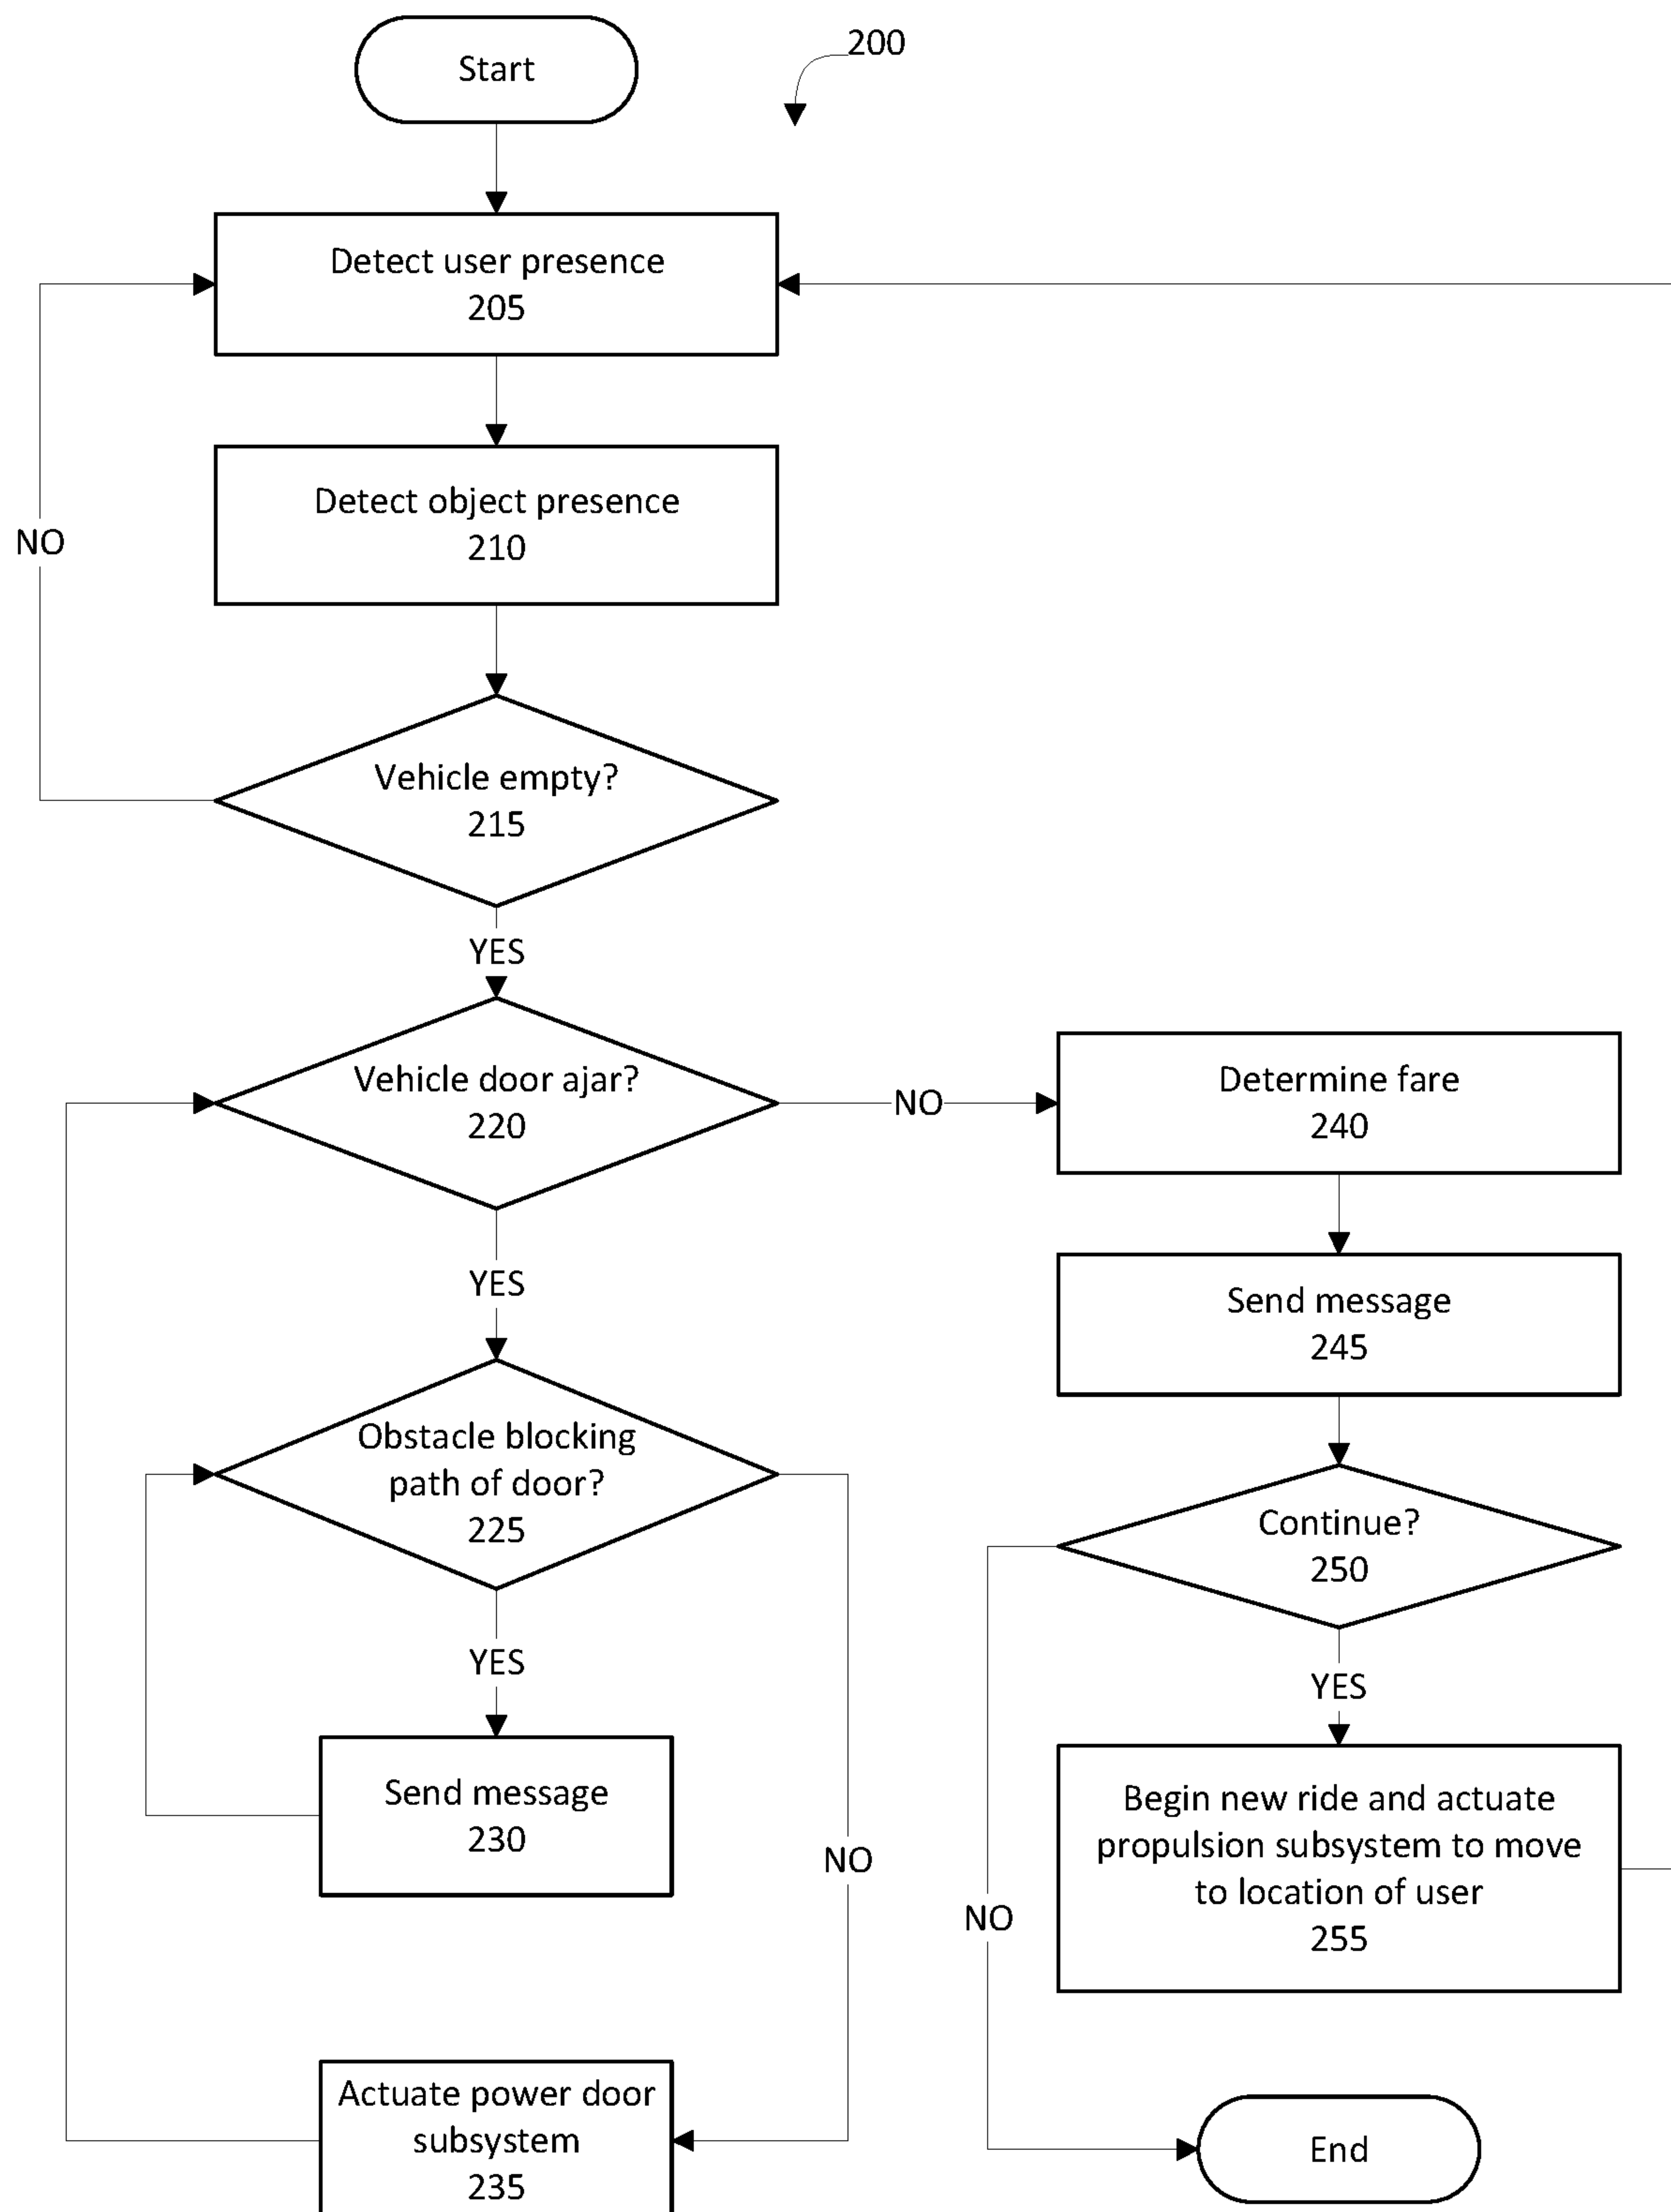 Start
200
Detect user presence
205
Detect object presence
210
NO
Vehicle empty?
215
YES
Vehicle door ajar?
220
NO
Determine fare
240
YES
Send message
245
Obstacle blocking
path of door?
225
Continue?
250
YES
YES
Send message
230
NO
Begin new ride and actuate
propulsion subsystem to move
to location of user
255
NO
Actuate power door
subsystem
235
End